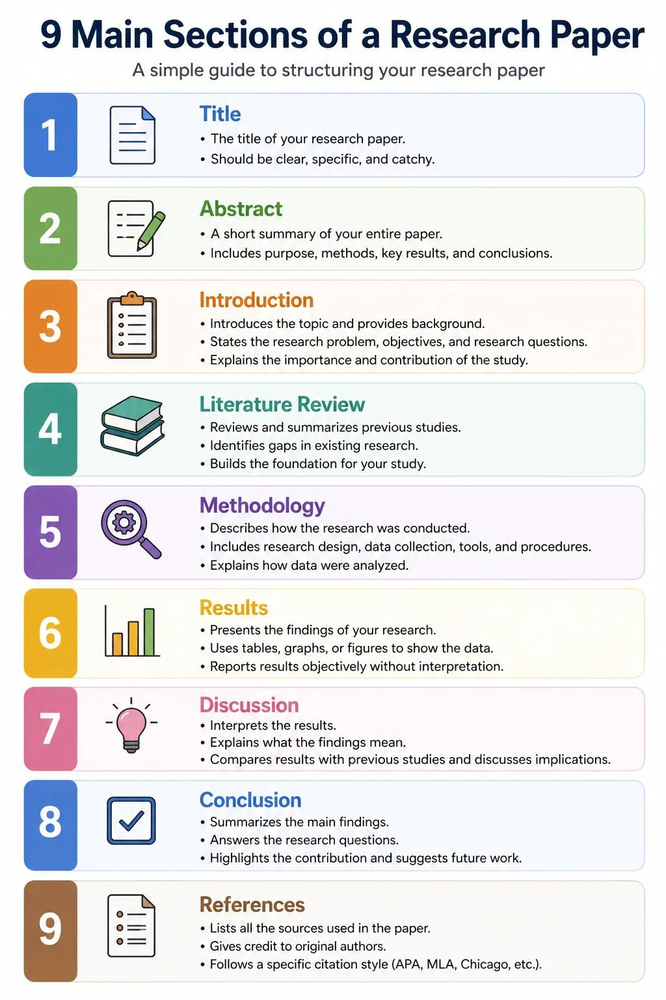 9 Main Sections of a Research Paper
A simple guide to structuring your research paper
1
Title
• The title of your research paper.
• Should be clear, specific, and catchy.
2
Abstract
• A short summary of your entire paper.
• Includes purpose, methods, key results, and conclusions.
3
Introduction
• Introduces the topic and provides background.
• States the research problem, objectives, and research questions.
• Explains the importance and contribution of the study.
4
Literature Review
• Reviews and summarizes previous studies.
• Identifies gaps in existing research.
• Builds the foundation for your study.
5
Methodology
• Describes how the research was conducted.
• Includes research design, data collection, tools, and procedures.
• Explains how data were analyzed.
6
Results
• Presents the findings of your research.
• Uses tables, graphs, or figures to show the data.
• Reports results objectively without interpretation.
7
Discussion
• Interprets the results.
• Explains what the findings mean.
• Compares results with previous studies and discusses implications.
8
Conclusion
• Summarizes the main findings.
• Answers the research questions.
• Highlights the contribution and suggests future work.
9
References
• Lists all the sources used in the paper.
• Gives credit to original authors.
• Follows a specific citation style (APA, MLA, Chicago, etc.).